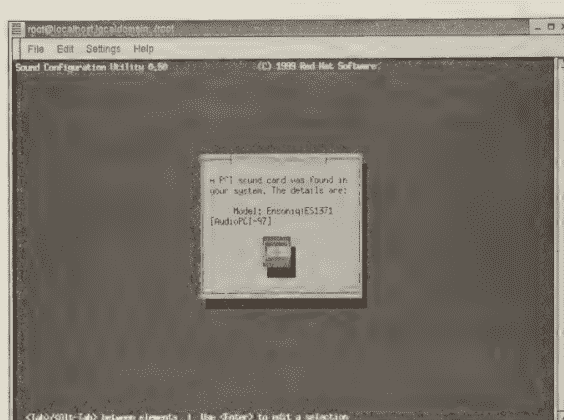 root@localhost.localdomain: /root
File Edit Settings Help
Sound Configuration Utility 0.50 (C) 1999 Red Hat Software
A PCI sound card was found in
your system. The details are:
Model: Ensoniq|ES1371
[AudioPCI-97]
<Tab>/<Alt-Tab> between elements | Use <Enter> to edit a selection